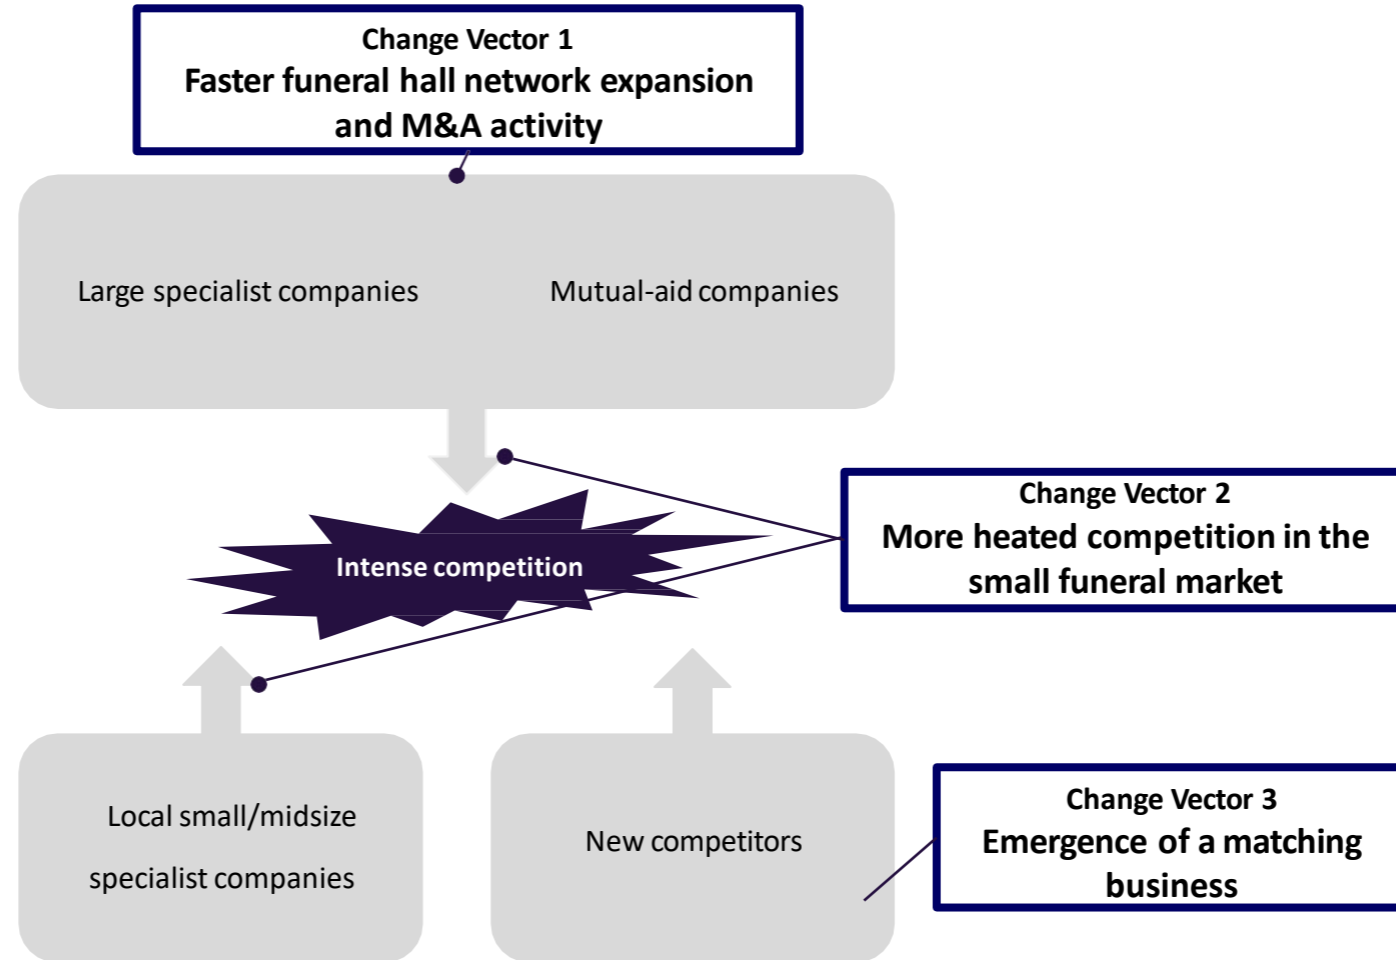 Change Vector 1
Faster funeral hall network expansion
and M&A activity
Large specialist companies
Mutual-aid companies
Change Vector 2
More heated competition in the
small funeral market
Intense competition
Local small/midsize
specialist companies
New competitors
Change Vector 3
Emergence of a matching
business